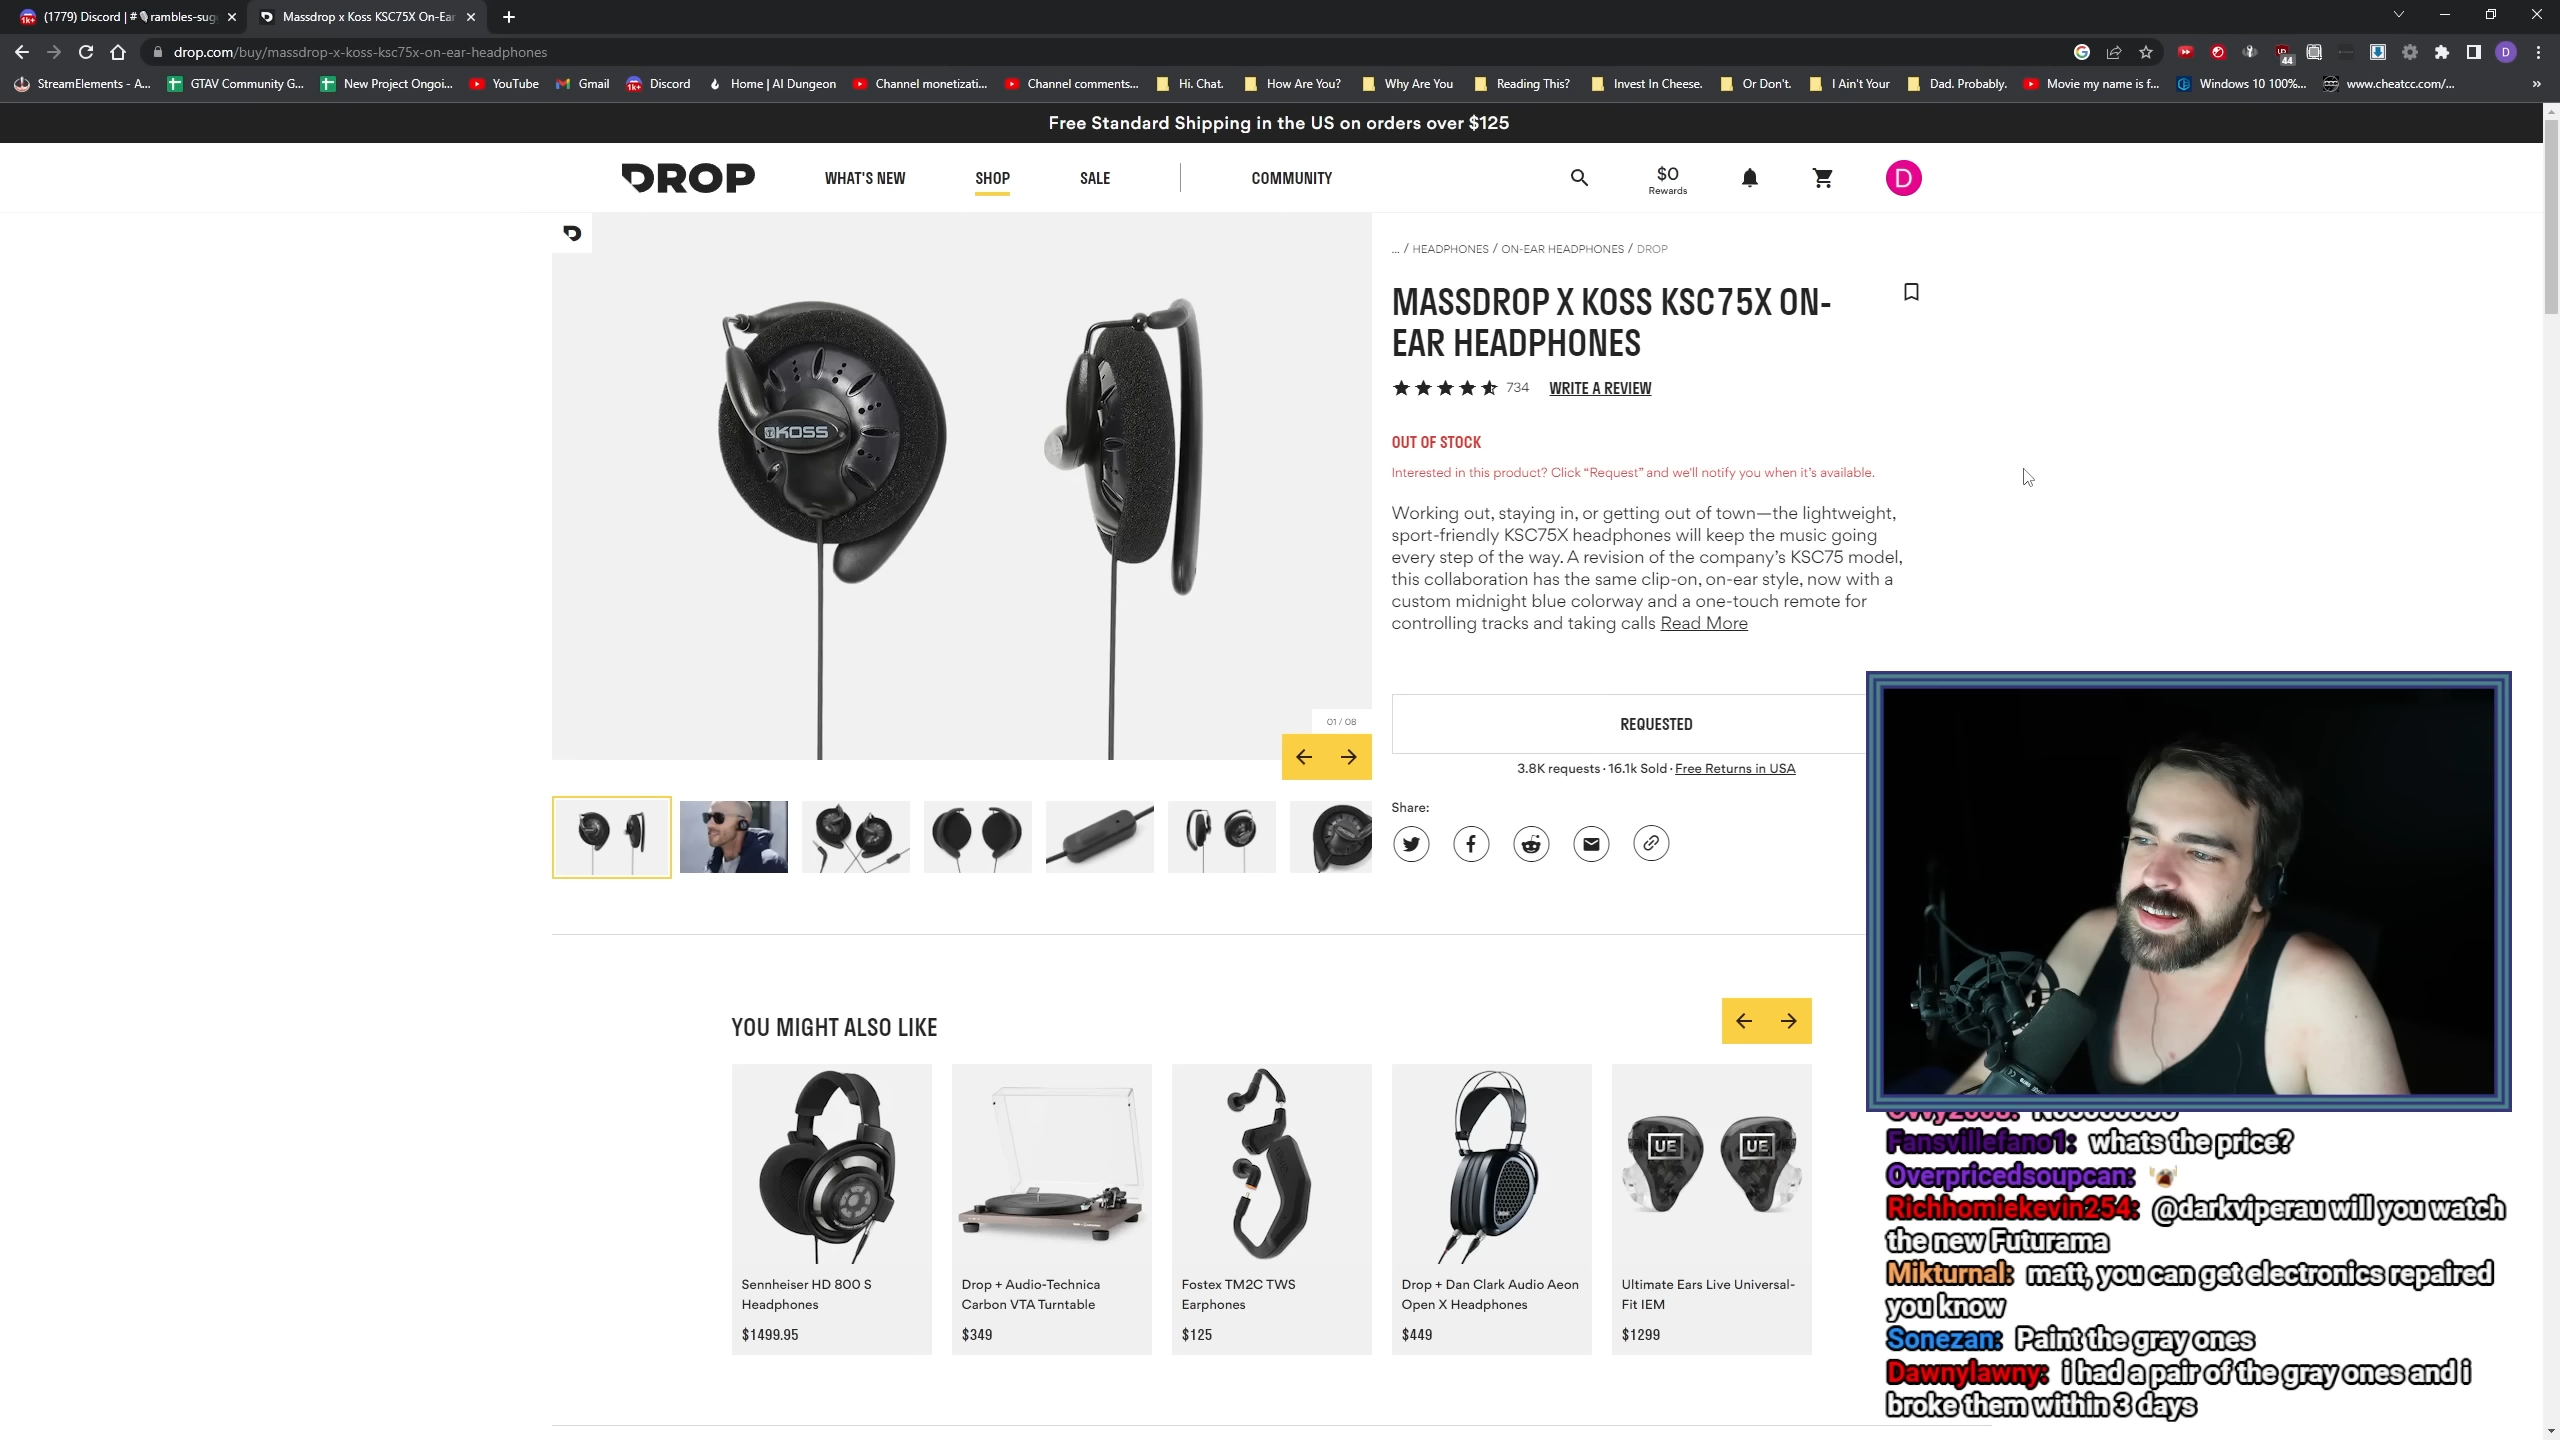 (1779) Discord | #🎙rambles-sug
Massdrop x Koss KSC75X On-Ear
drop.com/buy/massdrop-x-koss-ksc75x-on-ear-headphones
44
D
StreamElements - A...
GTAV Community G...
New Project Ongoi...
YouTube
Gmail
Discord
Home | AI Dungeon
Channel monetizati...
Channel comments...
Hi. Chat.
How Are You?
Why Are You
Reading This?
Invest In Cheese.
Or Don't.
I Ain't Your
Dad. Probably.
Movie my name is f...
Windows 10 100%...
www.cheatcc.com/...
Free Standard Shipping in the US on orders over $125
DROP
WHAT'S NEW
SHOP
SALE
COMMUNITY
$0
Rewards
D
... / HEADPHONES / ON-EAR HEADPHONES / DROP
MASSDROP X KOSS KSC75X ON-
EAR HEADPHONES
734
WRITE A REVIEW
OUT OF STOCK
Interested in this product? Click “Request” and we'll notify you when it’s available.
Working out, staying in, or getting out of town—the lightweight,
sport-friendly KSC75X headphones will keep the music going
every step of the way. A revision of the company’s KSC75 model,
this collaboration has the same clip-on, on-ear style, now with a
custom midnight blue colorway and a one-touch remote for
controlling tracks and taking calls Read More
KOSS
01 / 08
REQUESTED
3.8K requests · 16.1k Sold · Free Returns in USA
Share:
YOU MIGHT ALSO LIKE
UE
UE
Sennheiser HD 800 S
Headphones
$1499.95
Drop + Audio-Technica
Carbon VTA Turntable
$349
Fostex TM2C TWS
Earphones
$125
Drop + Dan Clark Audio Aeon
Open X Headphones
$449
Ultimate Ears Live Universal-
Fit IEM
$1299
Fansvillefano1: whats the price?
Overpricedsoupcan:
Richhomiekevin254: @darkviperau will you watch
the new Futurama
Mikturnal: matt, you can get electronics repaired
you know
Sonezan: Paint the gray ones
Dawnylawny: i had a pair of the gray ones and i
broke them within 3 days